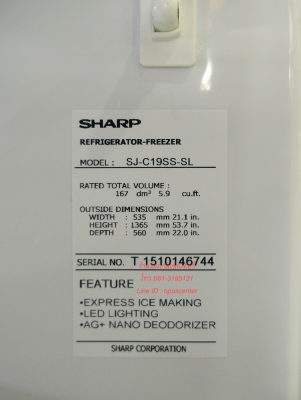 SHARP
REFRIGERATOR-FREEZER
MODEL : SJ-C19SS-SL
RATED TOTAL VOLUME :
167 dm³ 5.9 cu.ft.
OUTSIDE DIMENSIONS
WIDTH : 535 mm 21.1 in.
HEIGHT : 1365 mm 53.7 in.
DEPTH : 560 mm 22.0 in.
SERIAL NO. T 1510146744
FEATURE
•EXPRESS ICE MAKING
•LED LIGHTING
•AG+ NANO DEODORIZER
SHARP CORPORATION